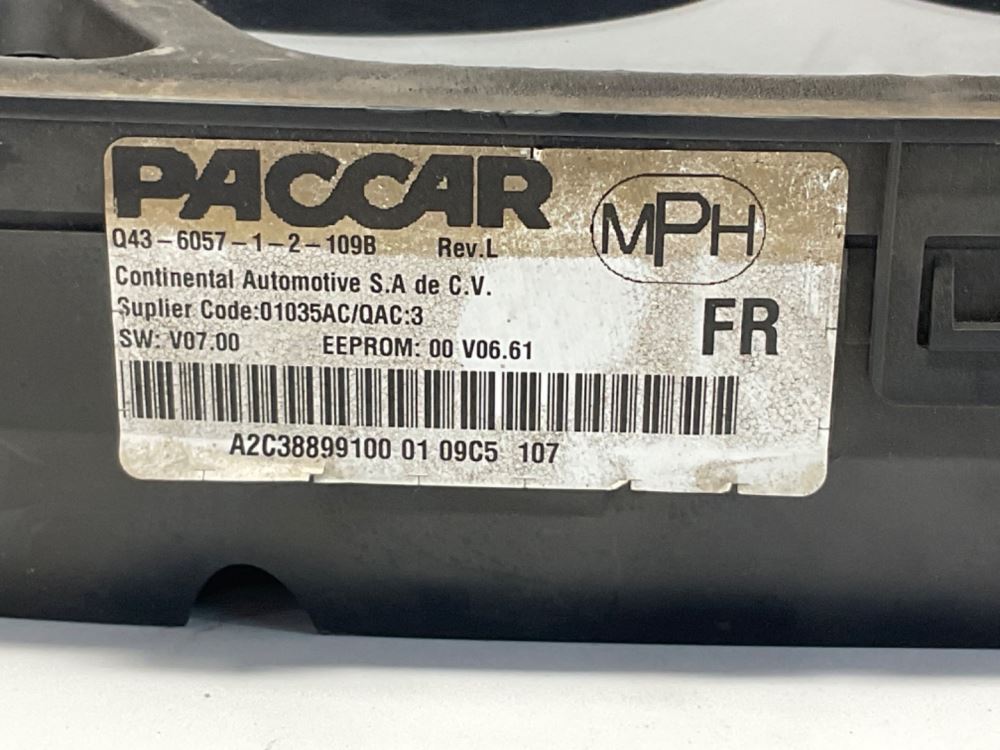 PACCAR
MPH
Q43-6057-1-2-109B Rev.L
Continental Automotive S.A de C.V.
Suplier Code:01035AC/QAC:3
FR
SW: V07.00 EEPROM: 00 V06.61
A2C38899100 01 09C5 107